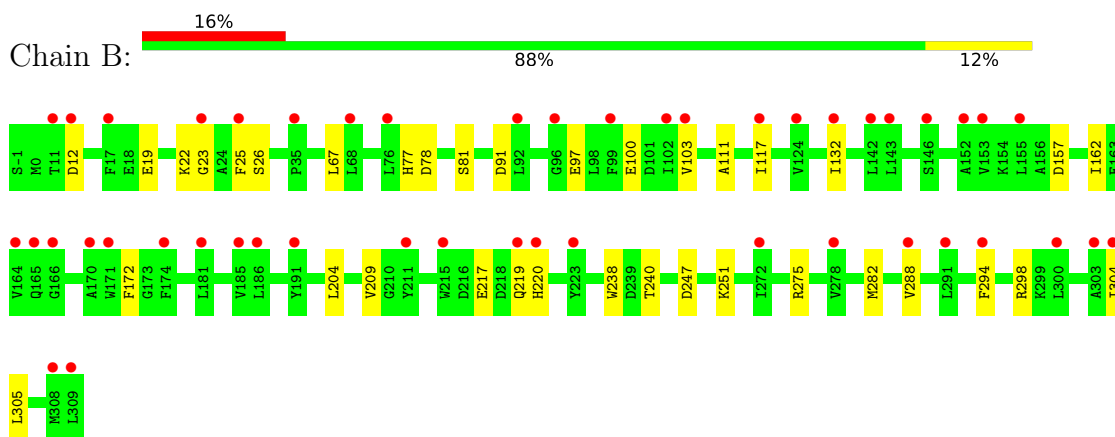 16%
Chain B:
88% 12%
S-1 M0 T11 D12 F17 E18 E19 K22 G23 A24 F25 S26 P35 L67 L68 L76 H77 D78 S81 D91 L92 G96 E97 L98 F99 E100 D101 I102 V103 A111 I117 V124 I132 L142 L143 S146 A152 V153 K154 L155 A156 D157 I162 E163
V164 Q165 G166 A170 W171 F172 G173 F174 L181 V185 L186 Y191 L204 V209 G210 Y211 W215 D216 E217 D218 Q219 H220 Y223 W238 D239 T240 D247 K251 I272 R275 V278 M282 V288 L291 F294 R298 K299 L300 A303 I304
L305 M308 L309